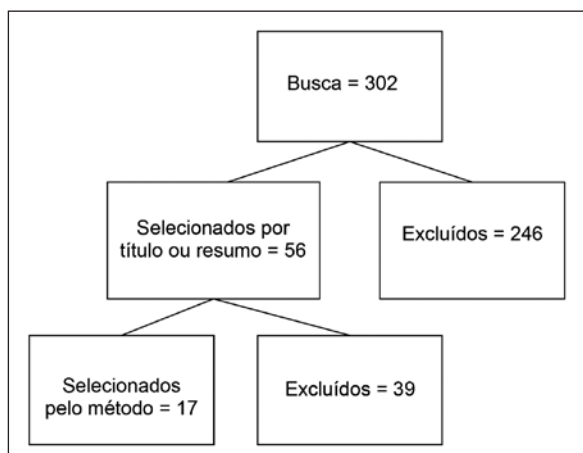 Busca = 302
Selecionados por
título ou resumo = 56
Excluídos = 246
Selecionados
pelo método = 17
Excluídos = 39